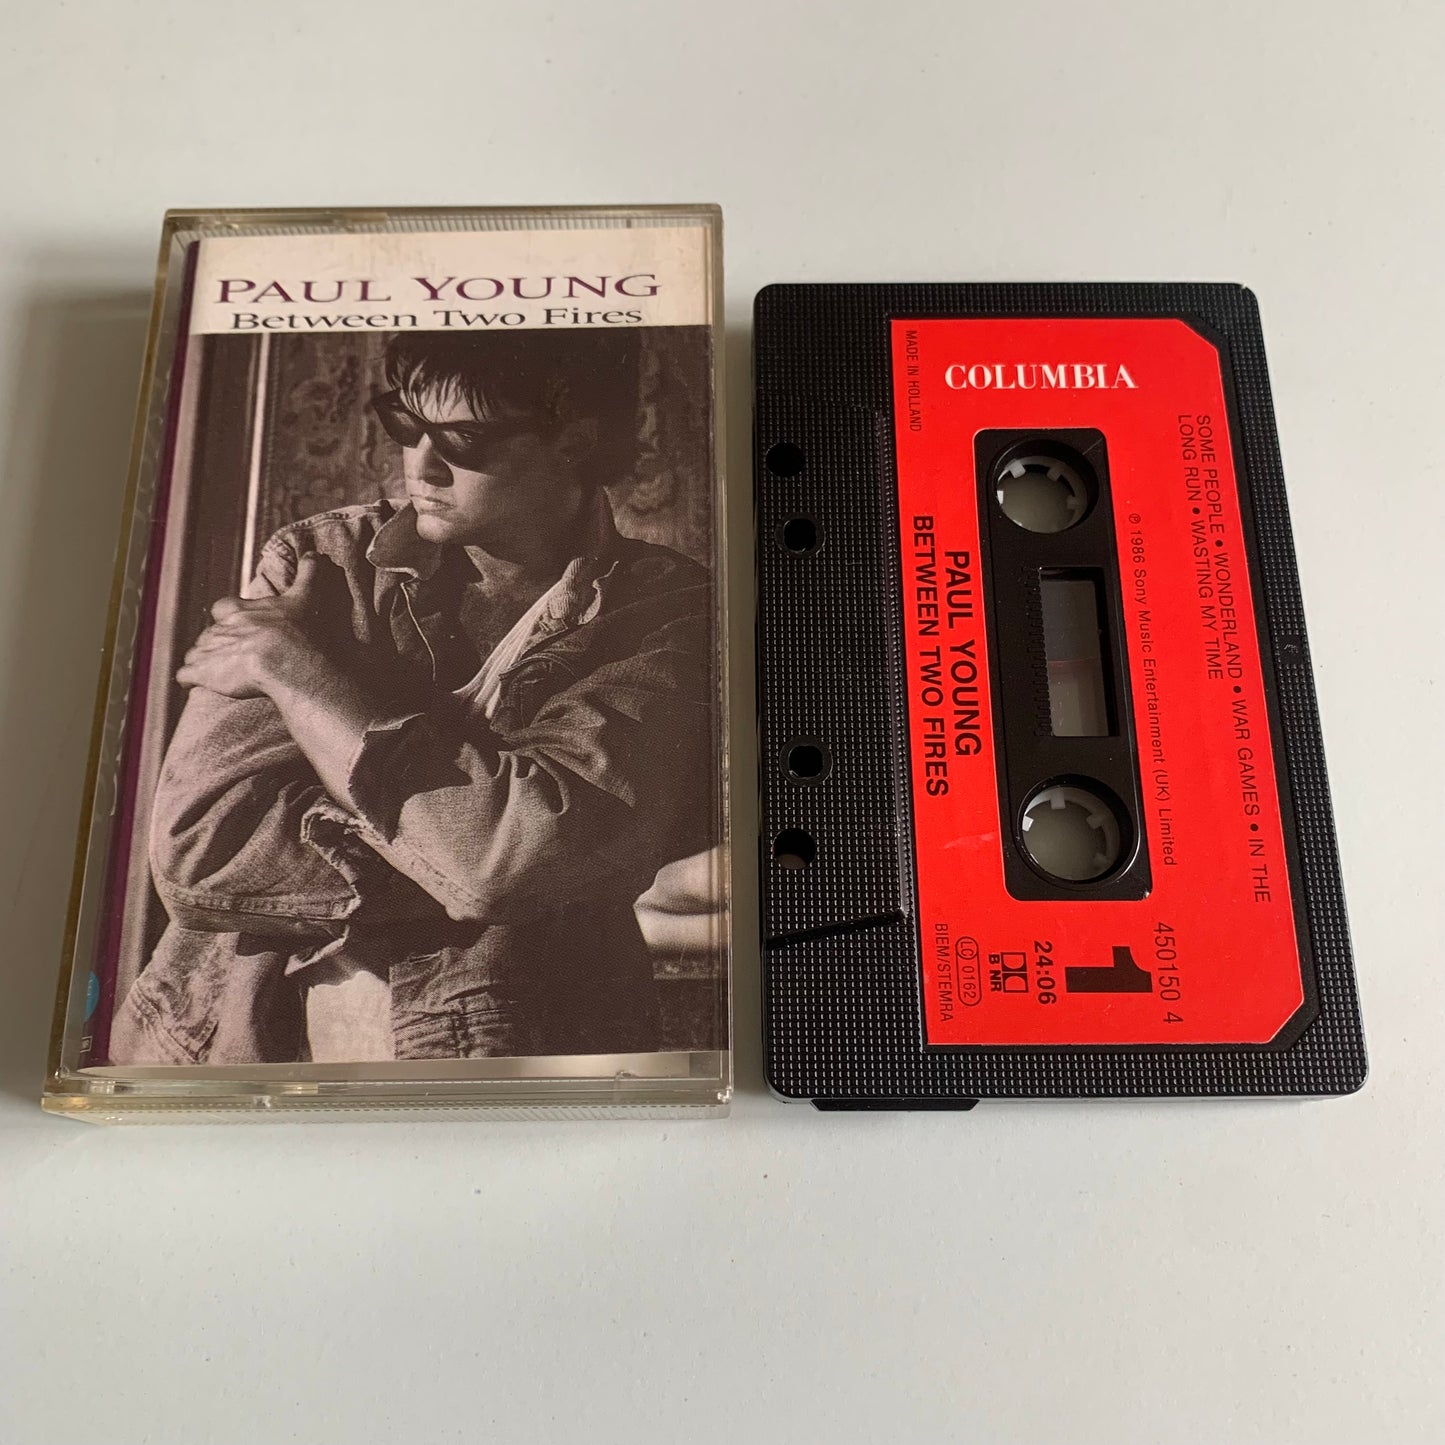 PAUL YOUNG
Between Two Fires
COLUMBIA
MADE IN HOLLAND
SOME PEOPLE • WONDERLAND • WAR GAMES • IN THE
LONG RUN • WASTING MY TIME
℗ 1986 Sony Music Entertainment (UK) Limited
PAUL YOUNG
BETWEEN TWO FIRES
450150 4
1
24:06
B NR
LC 0162
BIEM/STEMRA